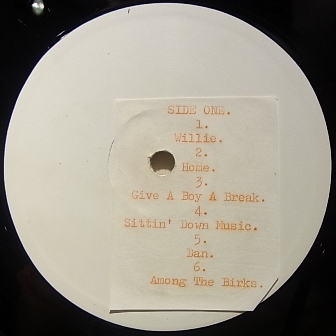 SIDE ONE.
1.
Willie.
2.
Home.
3.
Give A Boy A Break.
4.
Sittin' Down Music.
5.
Dan.
6.
Among The Birks.